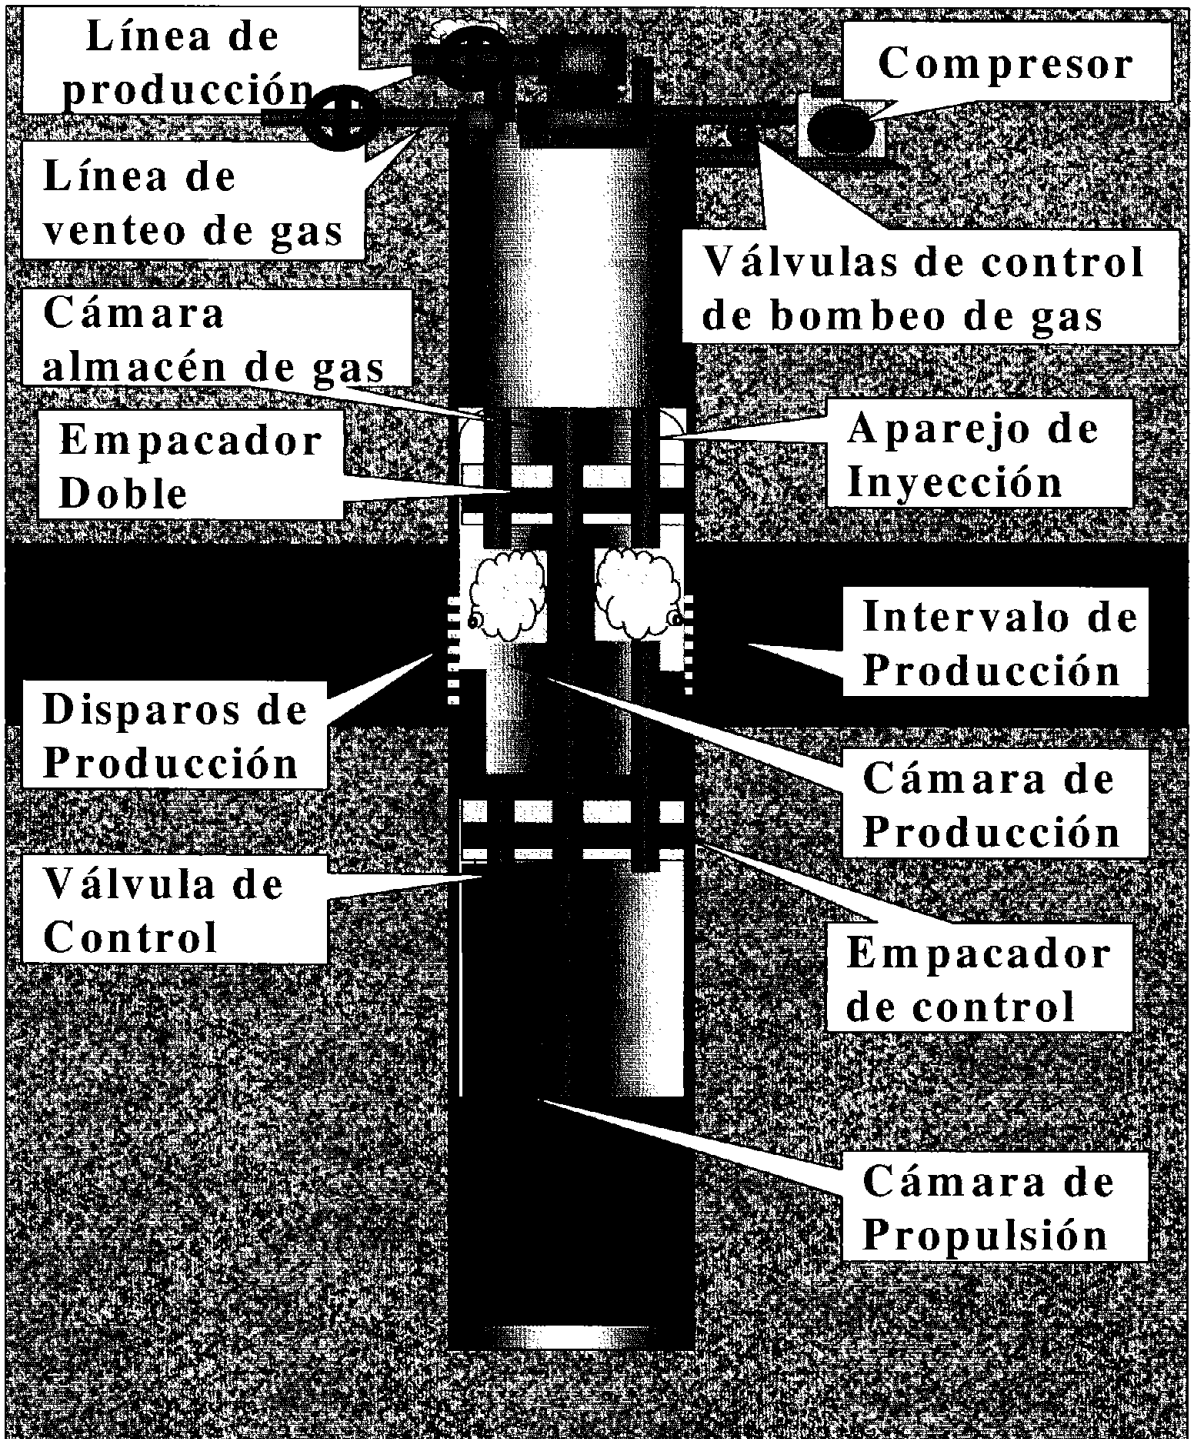 Línea de
producción
Compresor
Línea de
venteo de gas
Válvulas de control
de bombeo de gas
Cámara
almacén de gas
Empacador
Doble
Aparejo de
Inyección
Intervalo de
Producción
Disparos de
Producción
Cámara de
Producción
Válvula de
Control
Empacador
de control
Cámara de
Propulsión